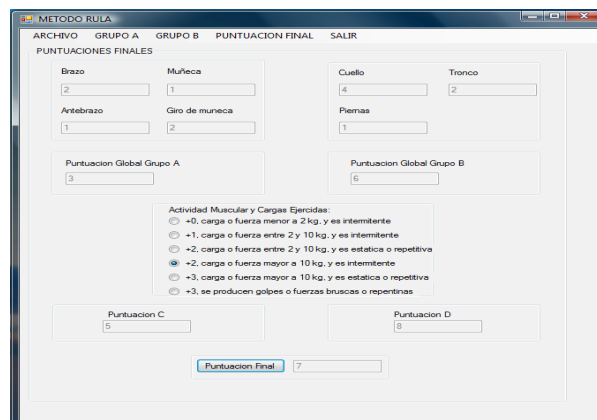 METODO RULA
ARCHIVO GRUPO A GRUPO B PUNTUACION FINAL SALIR
PUNTUACIONES FINALES
Brazo Muñeca
2 1
Antebrazo Giro de muneca
1 2
Cuello Tronco
4 2
Piernas
1
Puntuacion Global Grupo A
3
Puntuacion Global Grupo B
6
Actividad Muscular y Cargas Ejercidas:
+0, carga o fuerza menor a 2 kg, y es intermitente
+1, carga o fuerza entre 2 y 10 kg, y es intermitente
+2, carga o fuerza entre 2 y 10 kg, y es estatica o repetitiva
+2, carga o fuerza mayor a 10 kg, y es intermitente
+3, carga o fuerza mayor a 10 kg, y es estatica o repetitiva
+3, se producen golpes o fuerzas bruscas o repentinas
Puntuacion C
5
Puntuacion D
8
Puntuacion Final 7